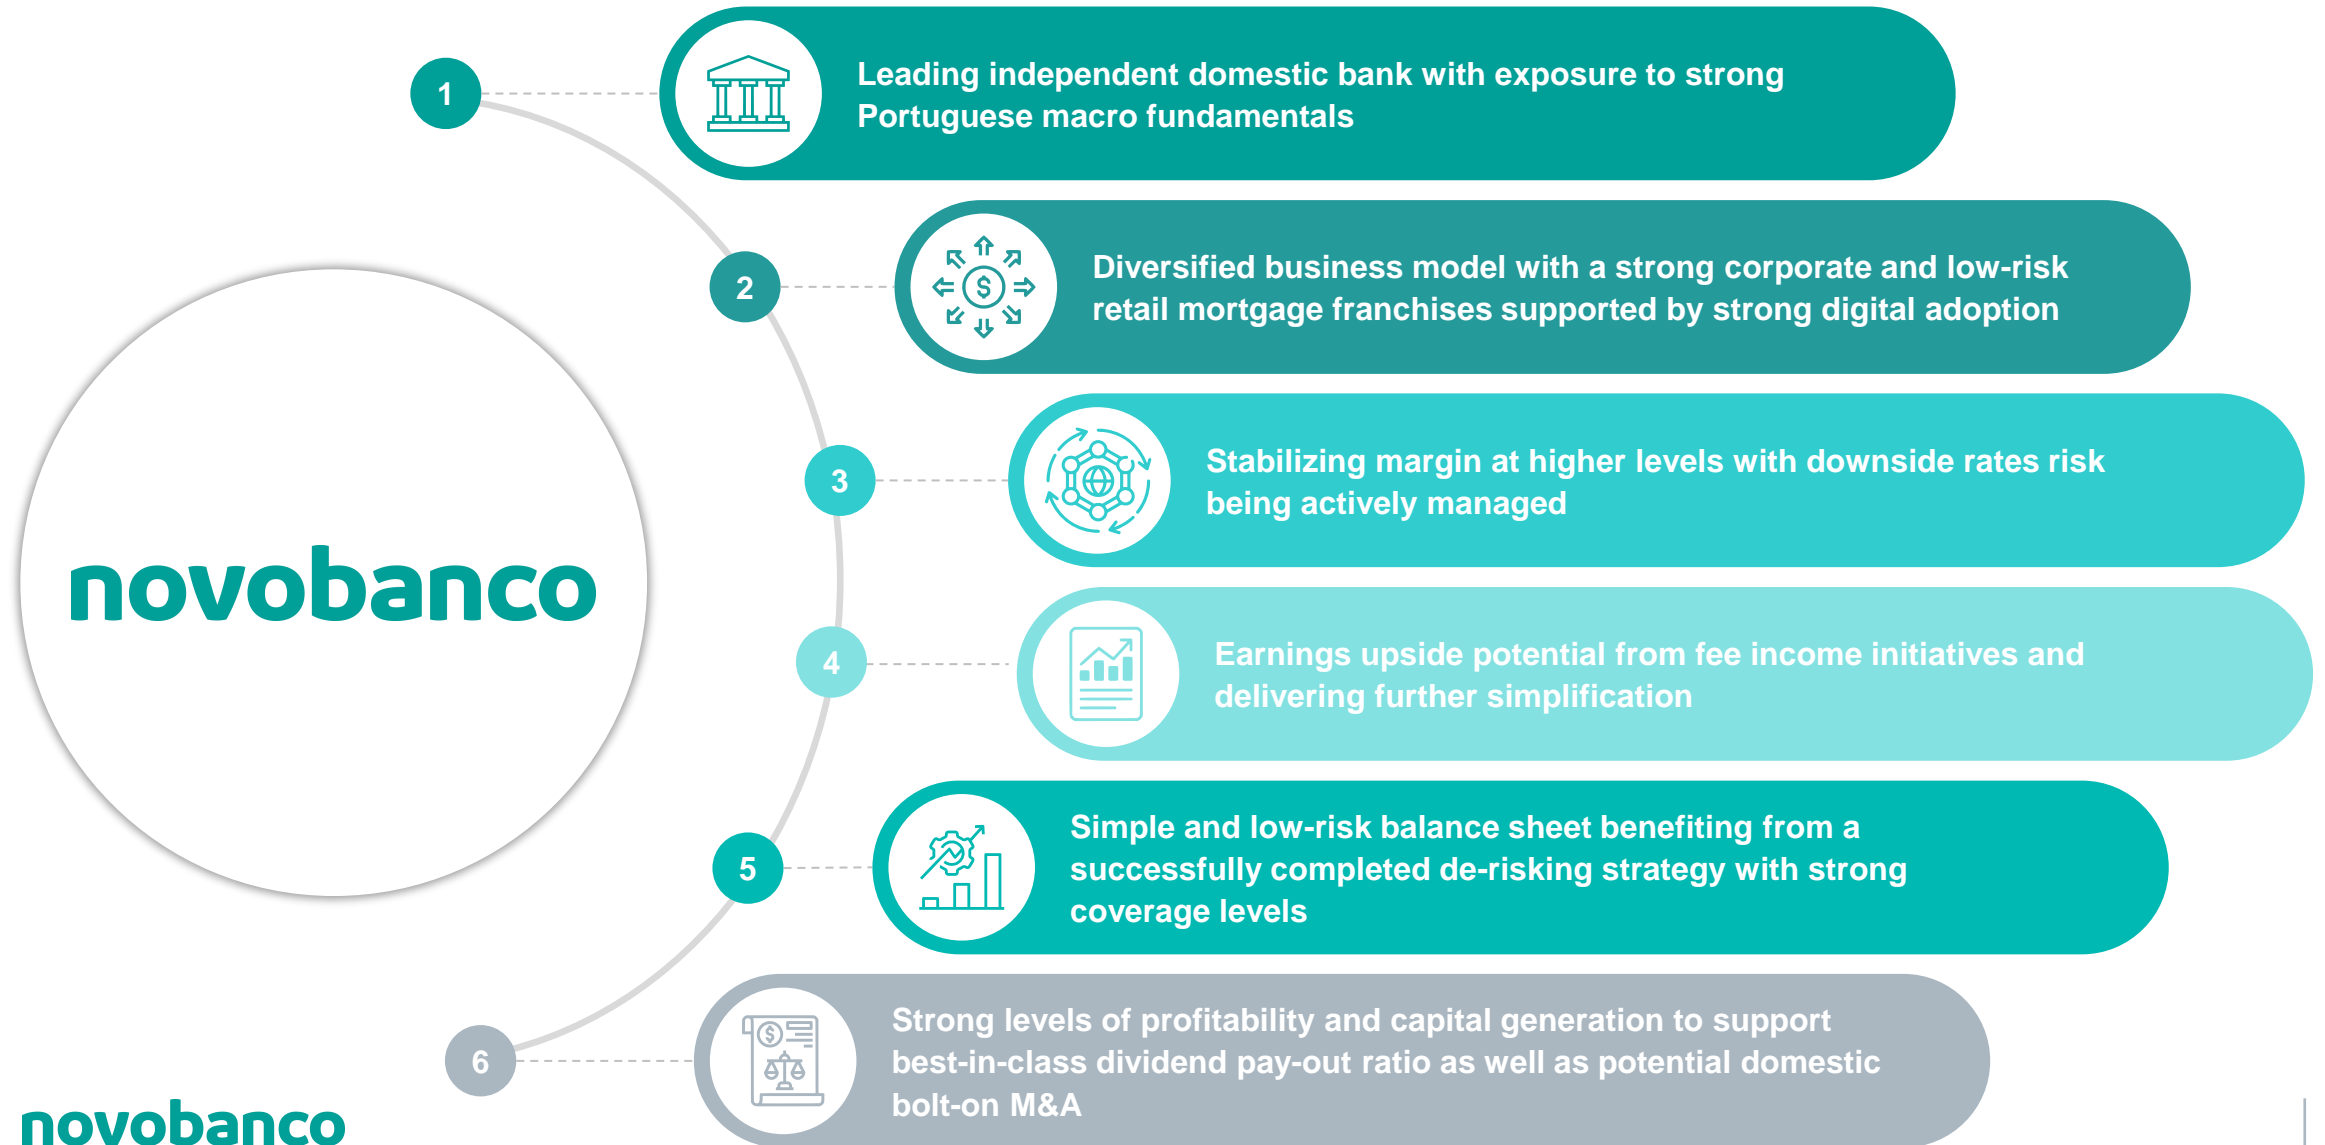 1
Leading independent domestic bank with exposure to strong
Portuguese macro fundamentals
2
$
Diversified business model with a strong corporate and low-risk
retail mortgage franchises supported by strong digital adoption
3
Stabilizing margin at higher levels with downside rates risk
being actively managed
novobanco
4
Earnings upside potential from fee income initiatives and
delivering further simplification
5
Simple and low-risk balance sheet benefiting from a
successfully completed de-risking strategy with strong
coverage levels
6
$
Strong levels of profitability and capital generation to support
best-in-class dividend pay-out ratio as well as potential domestic
bolt-on M&A
novobanco